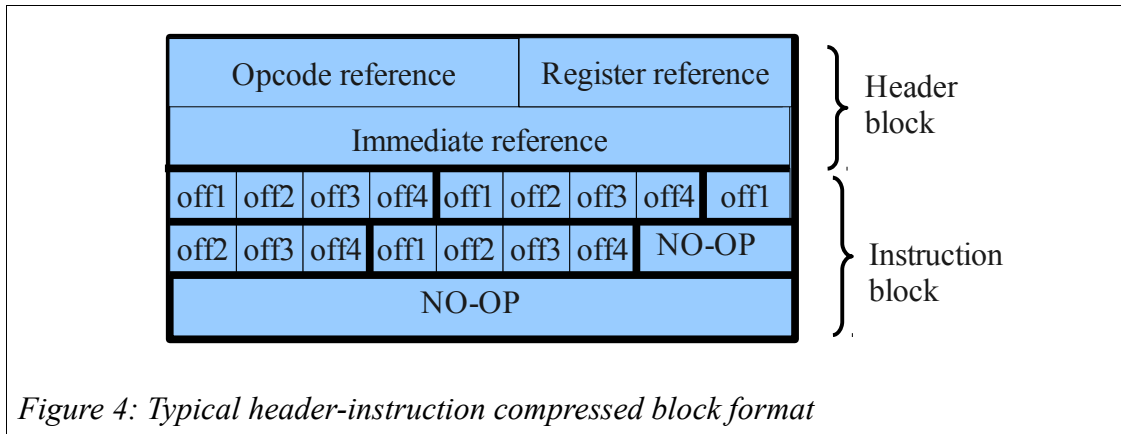 Opcode reference Register reference
Header
block
Immediate reference
off1 off2 off3 off4 off1 off2 off3 off4 off1
off2 off3 off4 off1 off2 off3 off4 NO-OP
Instruction
block
NO-OP
Figure 4: Typical header-instruction compressed block format